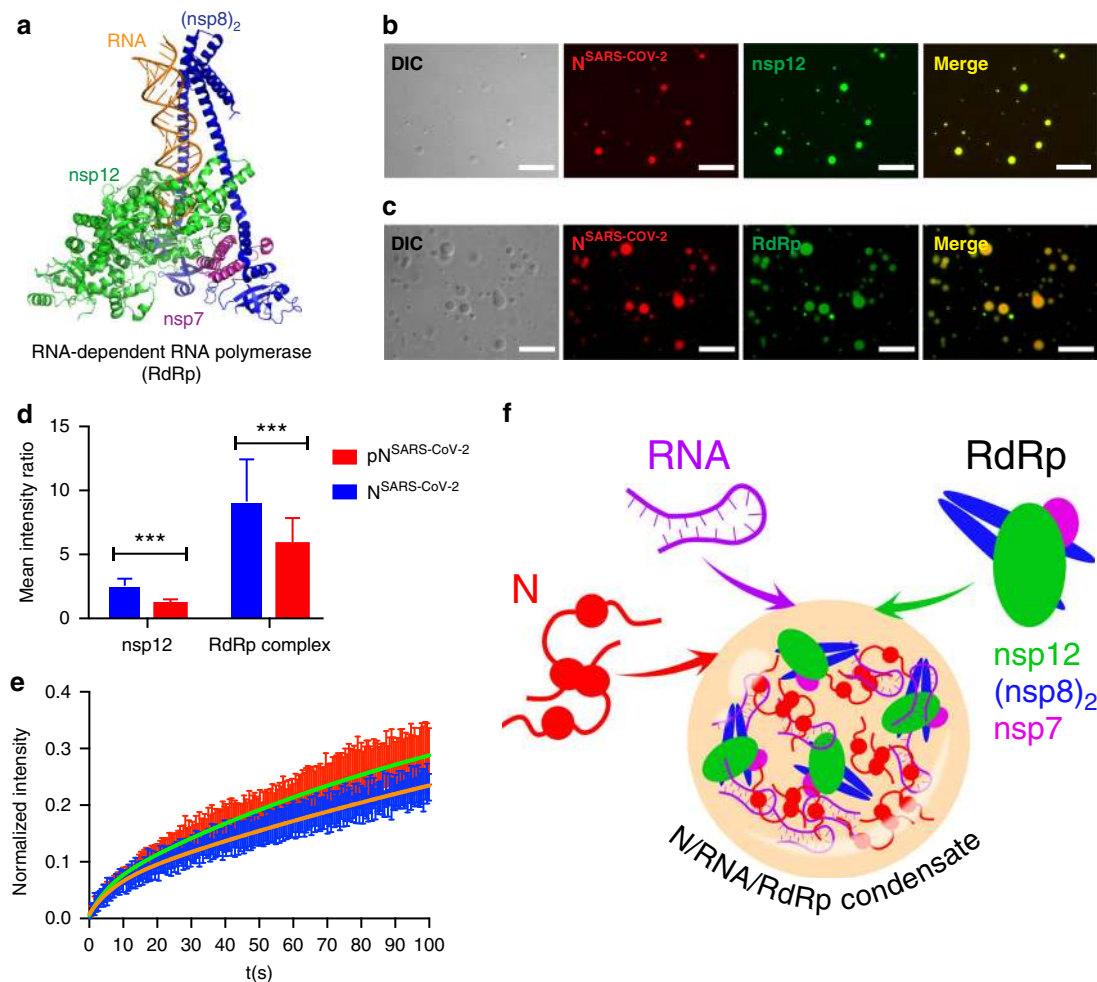 a
RNA
(nsp8)2
nsp12
nsp7
RNA-dependent RNA polymerase
(RdRp)
b
DIC
NSARS-COV-2
nsp12
Merge
c
DIC
NSARS-COV-2
RdRp
Merge
d
Mean intensity ratio
15
10
5
0
***
***
nsp12
RdRp complex
pNSARS-CoV-2
NSARS-CoV-2
e
Normalized intensity
0.4
0.3
0.2
0.1
0.0
0 10 20 30 40 50 60 70 80 90 100
t(s)
f
RNA
RdRp
N
nsp12
(nsp8)2
nsp7
N/RNA/RdRp condensate